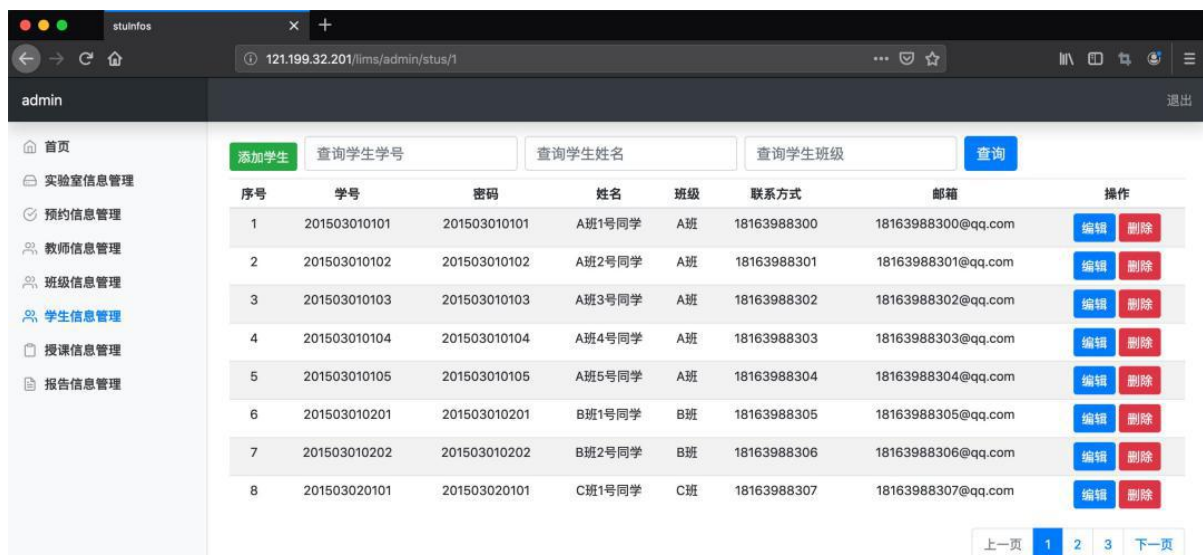 stuInfos
121.199.32.201/lims/admin/stus/1
admin 退出
首页
实验室信息管理
预约信息管理
教师信息管理
班级信息管理
学生信息管理
授课信息管理
报告信息管理
添加学生 查询学生学号 查询学生姓名 查询学生班级 查询
序号 学号 密码 姓名 班级 联系方式 邮箱 操作
1 201503010101 201503010101 A班1号同学 A班 18163988300 18163988300@qq.com 编辑 删除
2 201503010102 201503010102 A班2号同学 A班 18163988301 18163988301@qq.com 编辑 删除
3 201503010103 201503010103 A班3号同学 A班 18163988302 18163988302@qq.com 编辑 删除
4 201503010104 201503010104 A班4号同学 A班 18163988303 18163988303@qq.com 编辑 删除
5 201503010105 201503010105 A班5号同学 A班 18163988304 18163988304@qq.com 编辑 删除
6 201503010201 201503010201 B班1号同学 B班 18163988305 18163988305@qq.com 编辑 删除
7 201503010202 201503010202 B班2号同学 B班 18163988306 18163988306@qq.com 编辑 删除
8 201503020101 201503020101 C班1号同学 C班 18163988307 18163988307@qq.com 编辑 删除
上一页 1 2 3 下一页